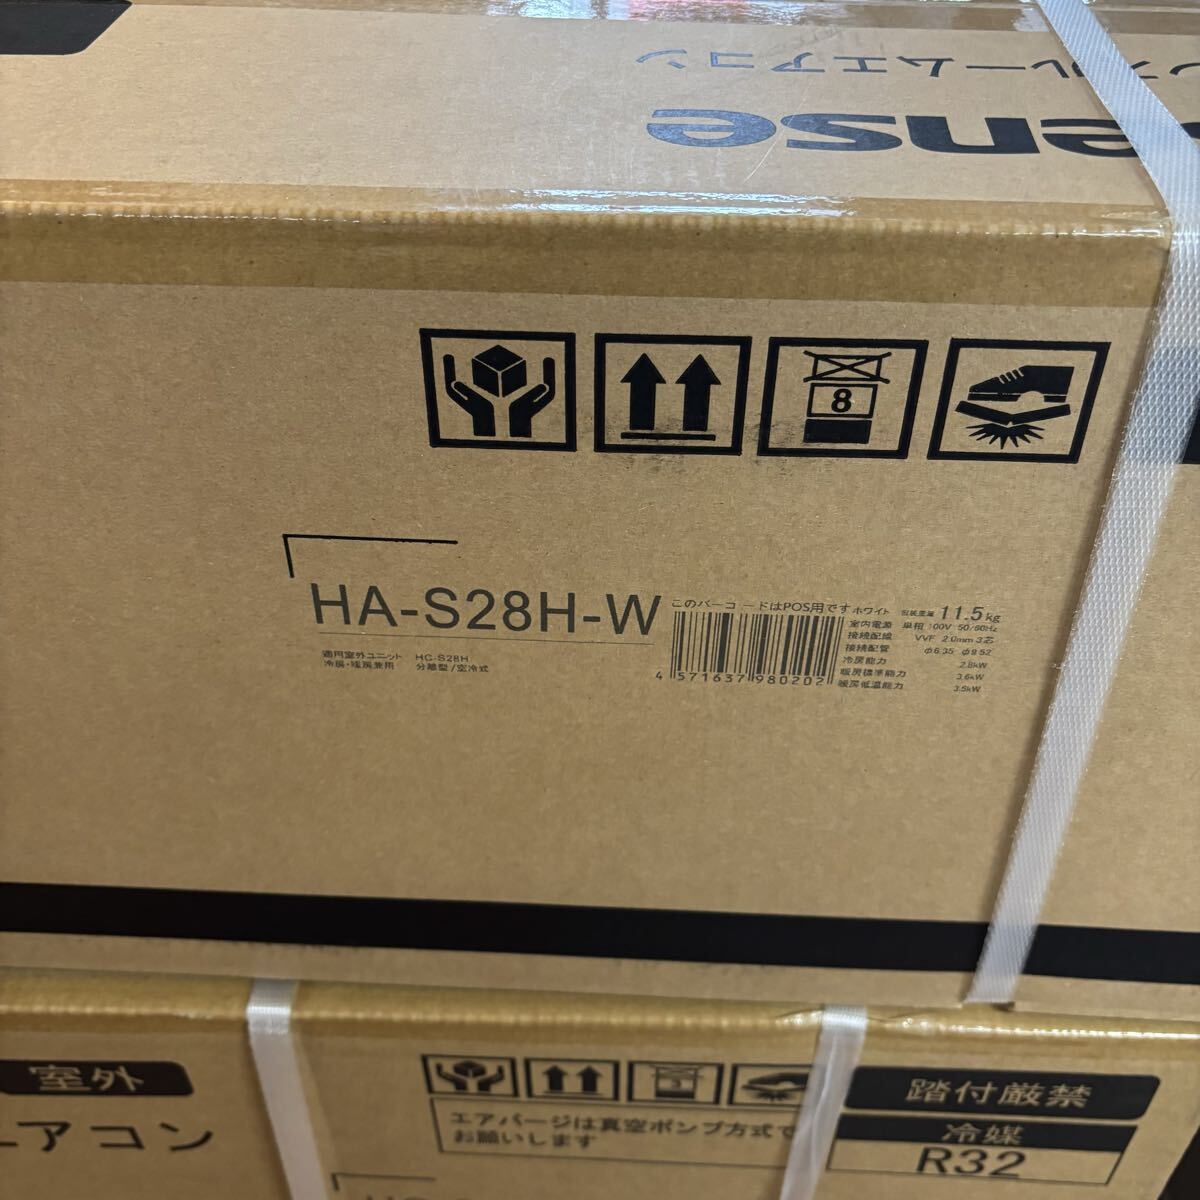 ルームエアコン
ense
8
HA-S28H-W
適用室外ユニット HC-S28H
冷房・暖房兼用 分離型/空冷式
このバーコードはPOS用です ホワイト
4 571637 980202
包装重量 11.5kg
室内電源 単相 100V 50/60Hz
接続配線 VVF 2.0mm 3芯
接続配管 φ6.35 φ9.52
冷房能力 2.8kW
暖房標準能力 3.6kW
暖房低温能力 3.5kW
室外
エアコン
3
エアパージは真空ポンプ方式で
お願いします
踏付厳禁
冷媒
R32